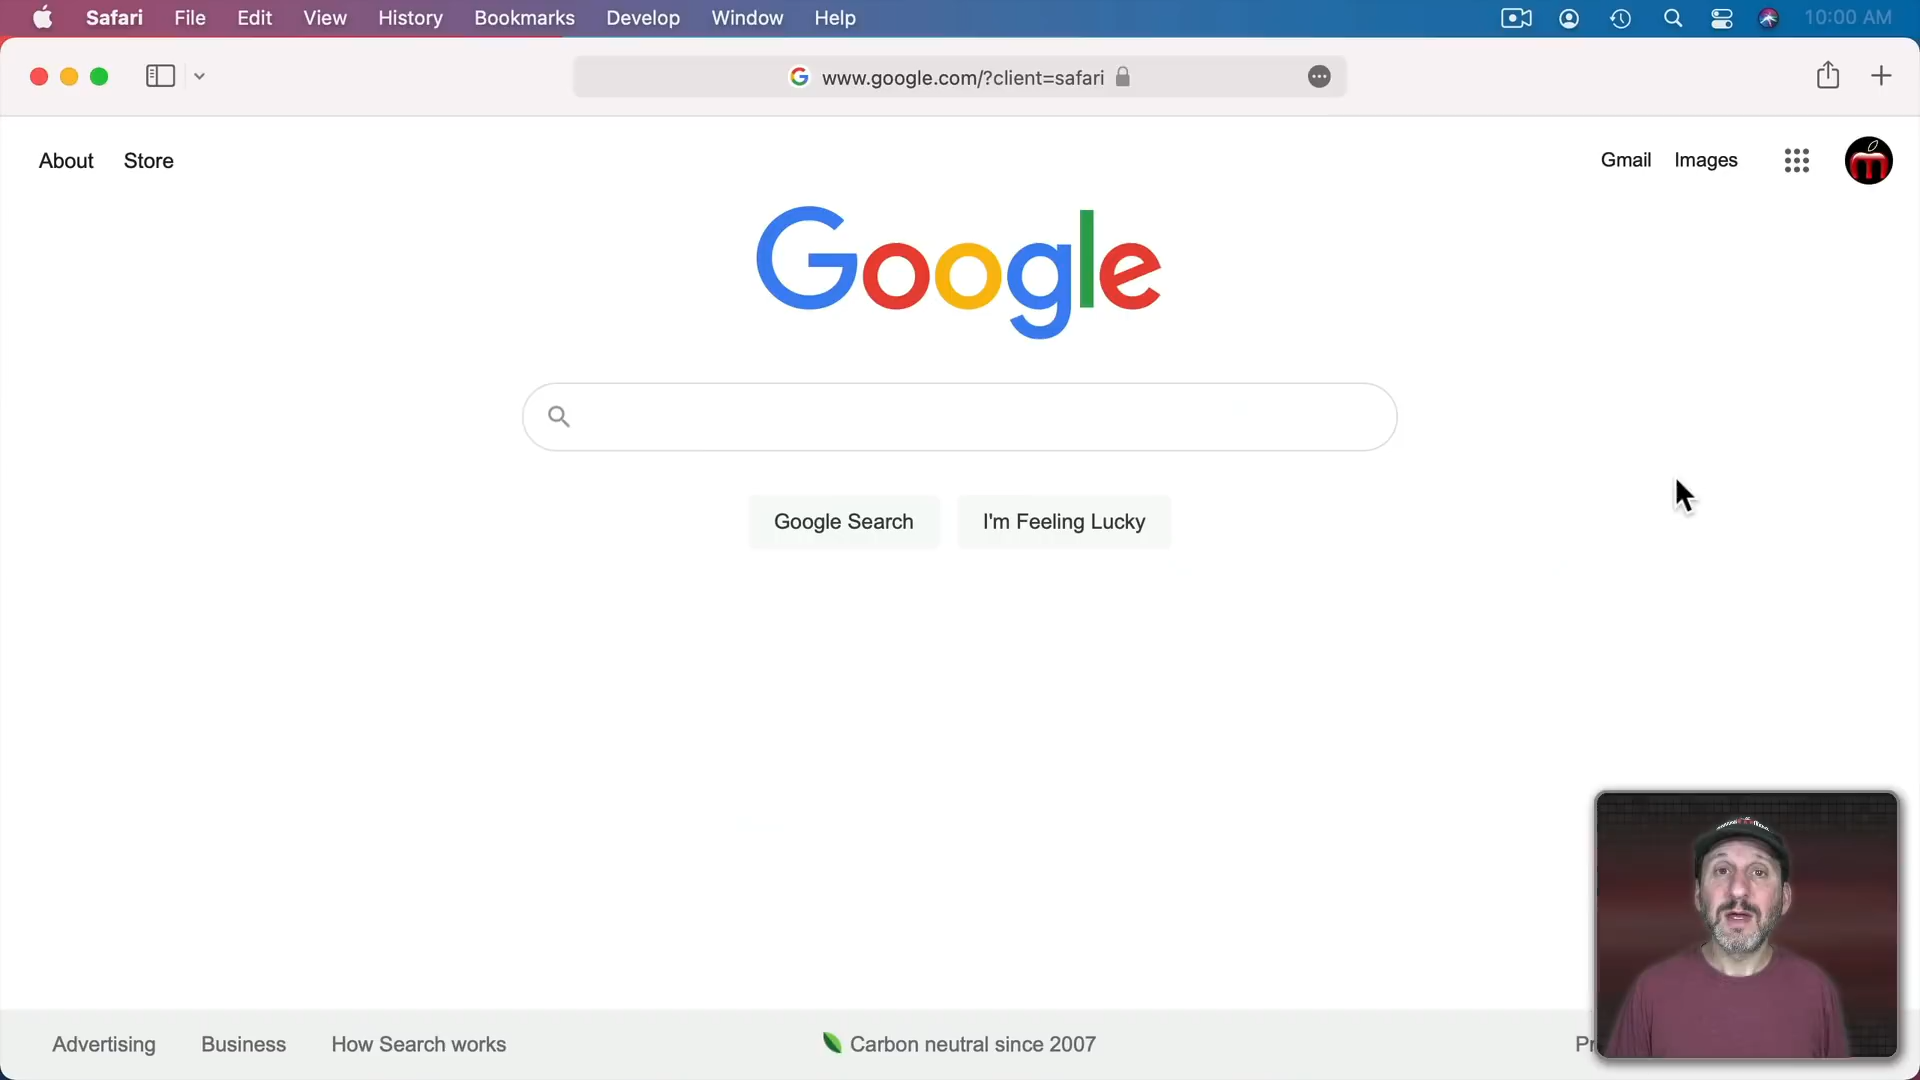 Safari File Edit View History Bookmarks Develop Window Help 10:00 AM
www.google.com/?client=safari
About Store Gmail Images
Google
Google Search I'm Feeling Lucky
Advertising Business How Search works Carbon neutral since 2007